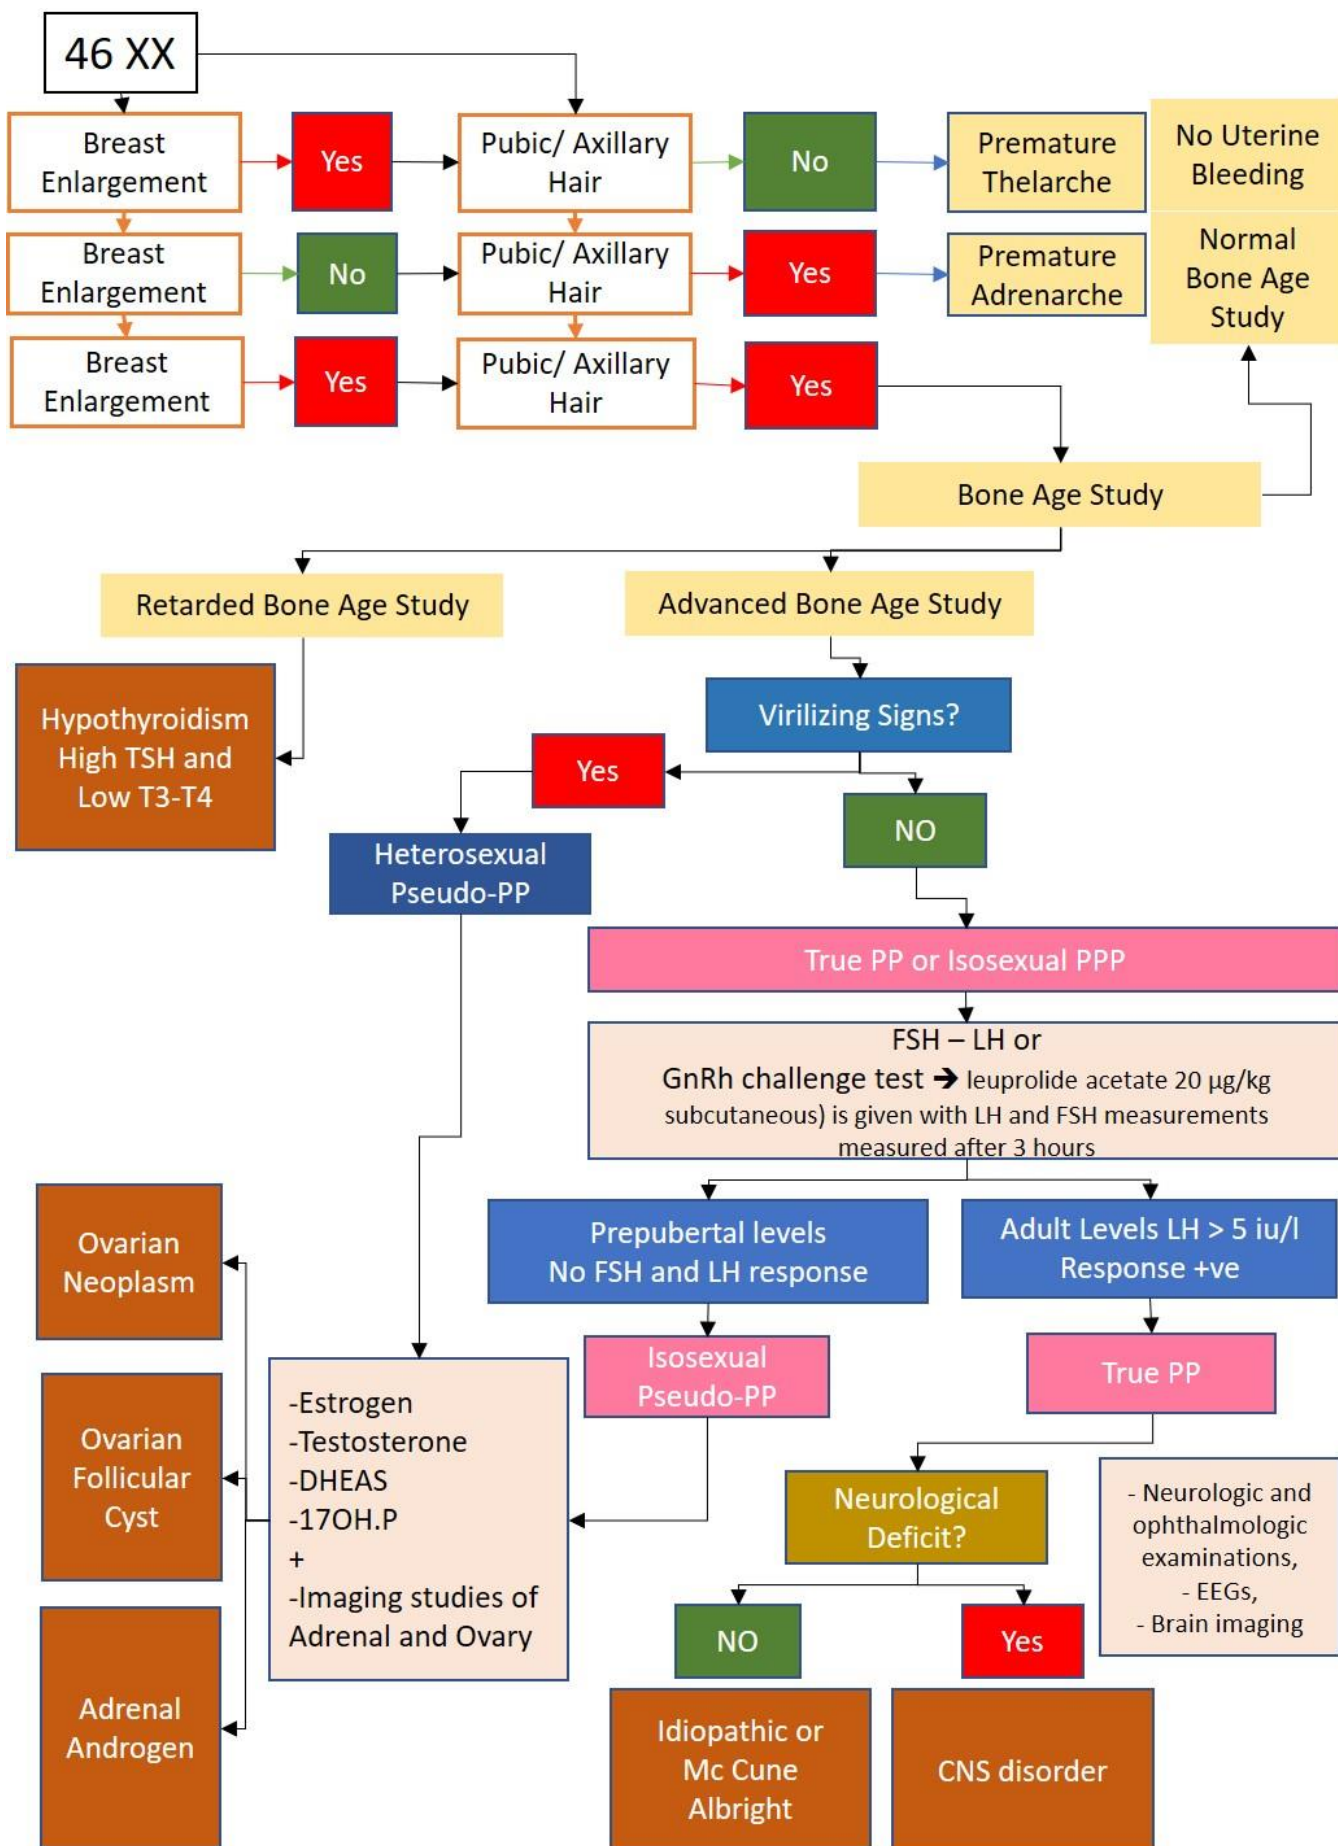 46 XX
Breast
Enlargement
Yes
Pubic/ Axillary
Hair
No
Premature
Thelarche
No Uterine
Bleeding
Breast
Enlargement
No
Pubic/ Axillary
Hair
Yes
Premature
Adrenarche
Normal
Bone Age
Study
Breast
Enlargement
Yes
Pubic/ Axillary
Hair
Yes
Bone Age Study
Retarded Bone Age Study
Advanced Bone Age Study
Hypothyroidism
High TSH and
Low T3-T4
Virilizing Signs?
Yes
NO
Heterosexual
Pseudo-PP
True PP or Isosexual PPP
FSH – LH or
GnRh challenge test ➔ leuprolide acetate 20 µg/kg
subcutaneous) is given with LH and FSH measurements
measured after 3 hours
Prepubertal levels
No FSH and LH response
Adult Levels LH > 5 iu/l
Response +ve
Isosexual
Pseudo-PP
True PP
Ovarian
Neoplasm
Ovarian
Follicular
Cyst
Adrenal
Androgen
-Estrogen
-Testosterone
-DHEAS
-17OH.P
+
-Imaging studies of
Adrenal and Ovary
Neurological
Deficit?
- Neurologic and
ophthalmologic
examinations,
- EEGs,
- Brain imaging
NO
Yes
Idiopathic or
Mc Cune
Albright
CNS disorder